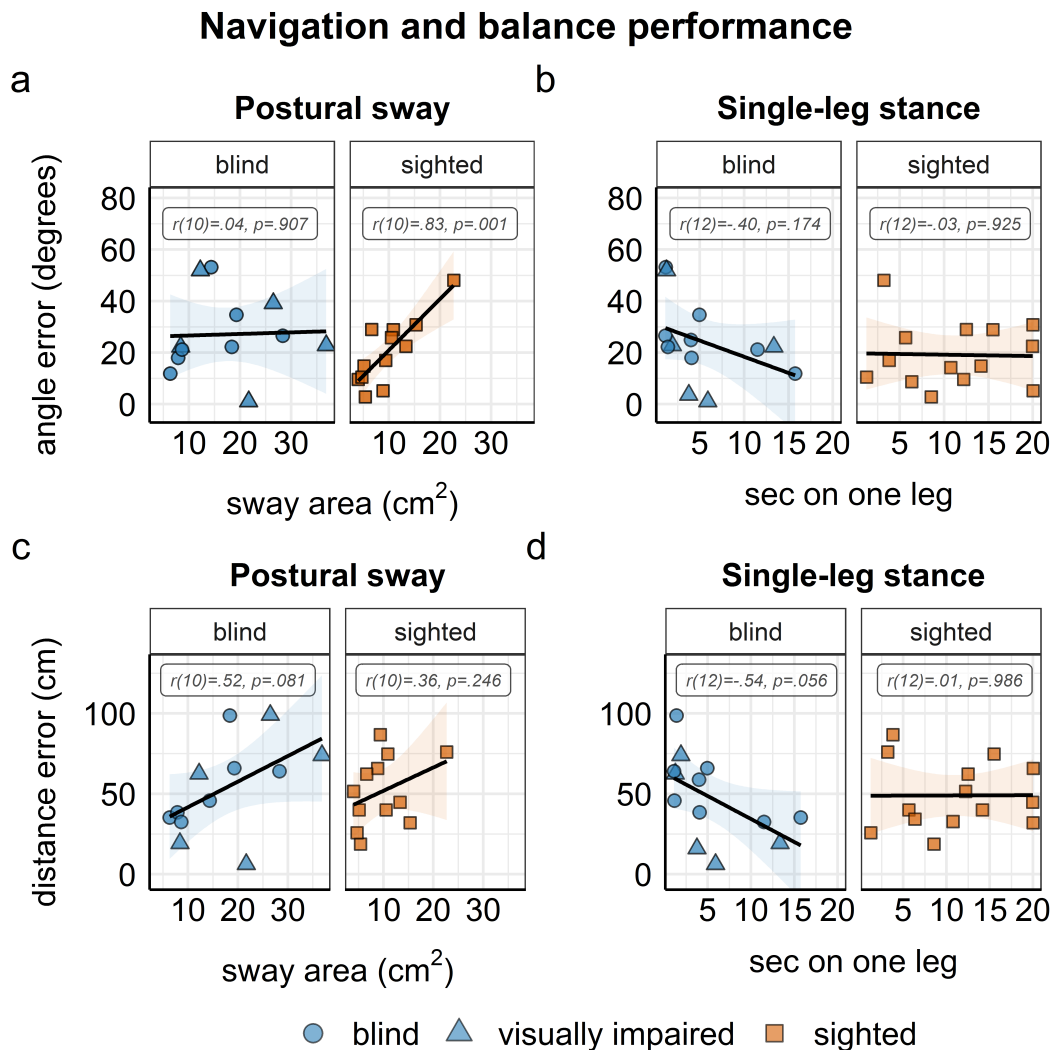 Navigation and balance performance
a
b
Postural sway
Single-leg stance
blind
sighted
blind
sighted
angle error (degrees)
80
60
40
20
0
r(10)=.04, p=.907
r(10)=.83, p=.001
80
60
40
20
0
r(12)=-.40, p=.174
r(12)=-.03, p=.925
10 20 30
10 20 30
5 10 15 20
5 10 15 20
sway area (cm2)
sec on one leg
c
d
Postural sway
Single-leg stance
blind
sighted
blind
sighted
distance error (cm)
100
50
0
r(10)=.52, p=.081
r(10)=.36, p=.246
100
50
0
r(12)=-.54, p=.056
r(12)=.01, p=.986
10 20 30
10 20 30
5 10 15 20
5 10 15 20
sway area (cm2)
sec on one leg
blind visually impaired sighted